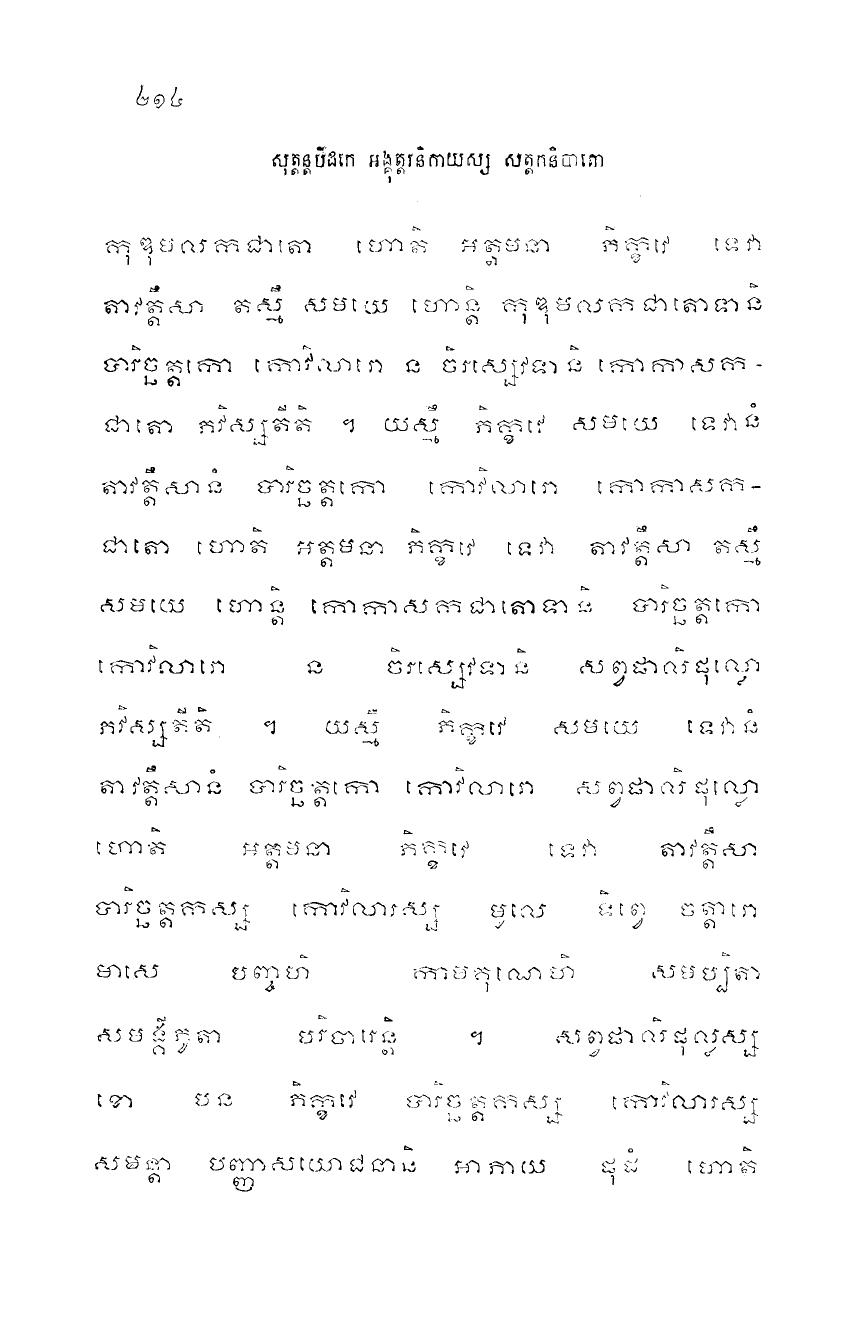 ២១៤
សុត្តន្តបិដកេ អង្គុត្តរនិកាយស្ស សត្តកនិបាតោ
កុឌុមលកជាតោ ហោតិ អត្តមនា ភិក្ខវេ ទេវា
តាវត្តឹសា តស្មឹ សមយេ ហោន្តិ កុឌុមលកជាតោទានិ
បារិច្ឆត្តកោ កោវិលារោ ន ចិរស្សេវទានិ កោកាសក-
ជាតោ ភវិស្សតីតិ ។ យស្មឹ ភិក្ខវេ សមយេ ទេវានំ
តាវត្តឹសានំ បារិច្ឆត្តកោ កោវិលារោ កោកាសក-
ជាតោ ហោតិ អត្តមនា ភិក្ខវេ ទេវា តាវត្តឹសា តស្មឹ
សមយេ ហោន្តិ កោកាសកជាតោទានិ បារិច្ឆត្តកោ
កោវិលារោ ន ចិរស្សេវទានិ សព្វផាលិផុល្លោ
ភវិស្សតីតិ ។ យស្មឹ ភិក្ខវេ សមយេ ទេវានំ
តាវត្តឹសានំ បារិច្ឆត្តកោ កោវិលារោ សព្វផាលិផុល្លោ
ហោតិ អត្តមនា ភិក្ខវេ ទេវា តាវត្តឹសា
បារិច្ឆត្តកស្ស កោវិលារស្ស មូលេ ទិព្វេ ចត្តារោ
មាសេ បញ្ចហិ កាមគុណេហិ សមប្បិតា
សមង្គីភូតា បរិចារេន្តិ ។ សព្វផាលិផុល្លស្ស
ខោ បន ភិក្ខវេ បារិច្ឆត្តកស្ស កោវិលារស្ស
សមន្តា បញ្ញាសយោជនានិ អាភាយ ផុដំ ហោតិ